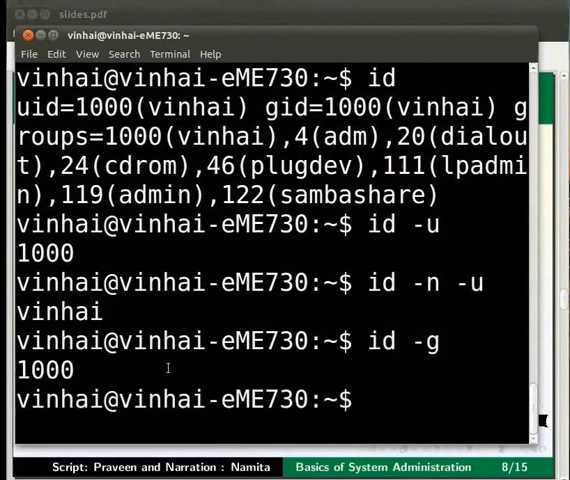 slides.pdf
vinhai@vinhai-eME730: ~
File Edit View Search Terminal Help
vinhai@vinhai-eME730:~$ id
uid=1000(vinhai) gid=1000(vinhai) g
roups=1000(vinhai),4(adm),20(dialou
t),24(cdrom),46(plugdev),111(lpadmi
n),119(admin),122(sambashare)
vinhai@vinhai-eME730:~$ id -u
1000
vinhai@vinhai-eME730:~$ id -n -u
vinhai
vinhai@vinhai-eME730:~$ id -g
1000
vinhai@vinhai-eME730:~$
Script: Praveen and Narration : Namita Basics of System Administration 8/15